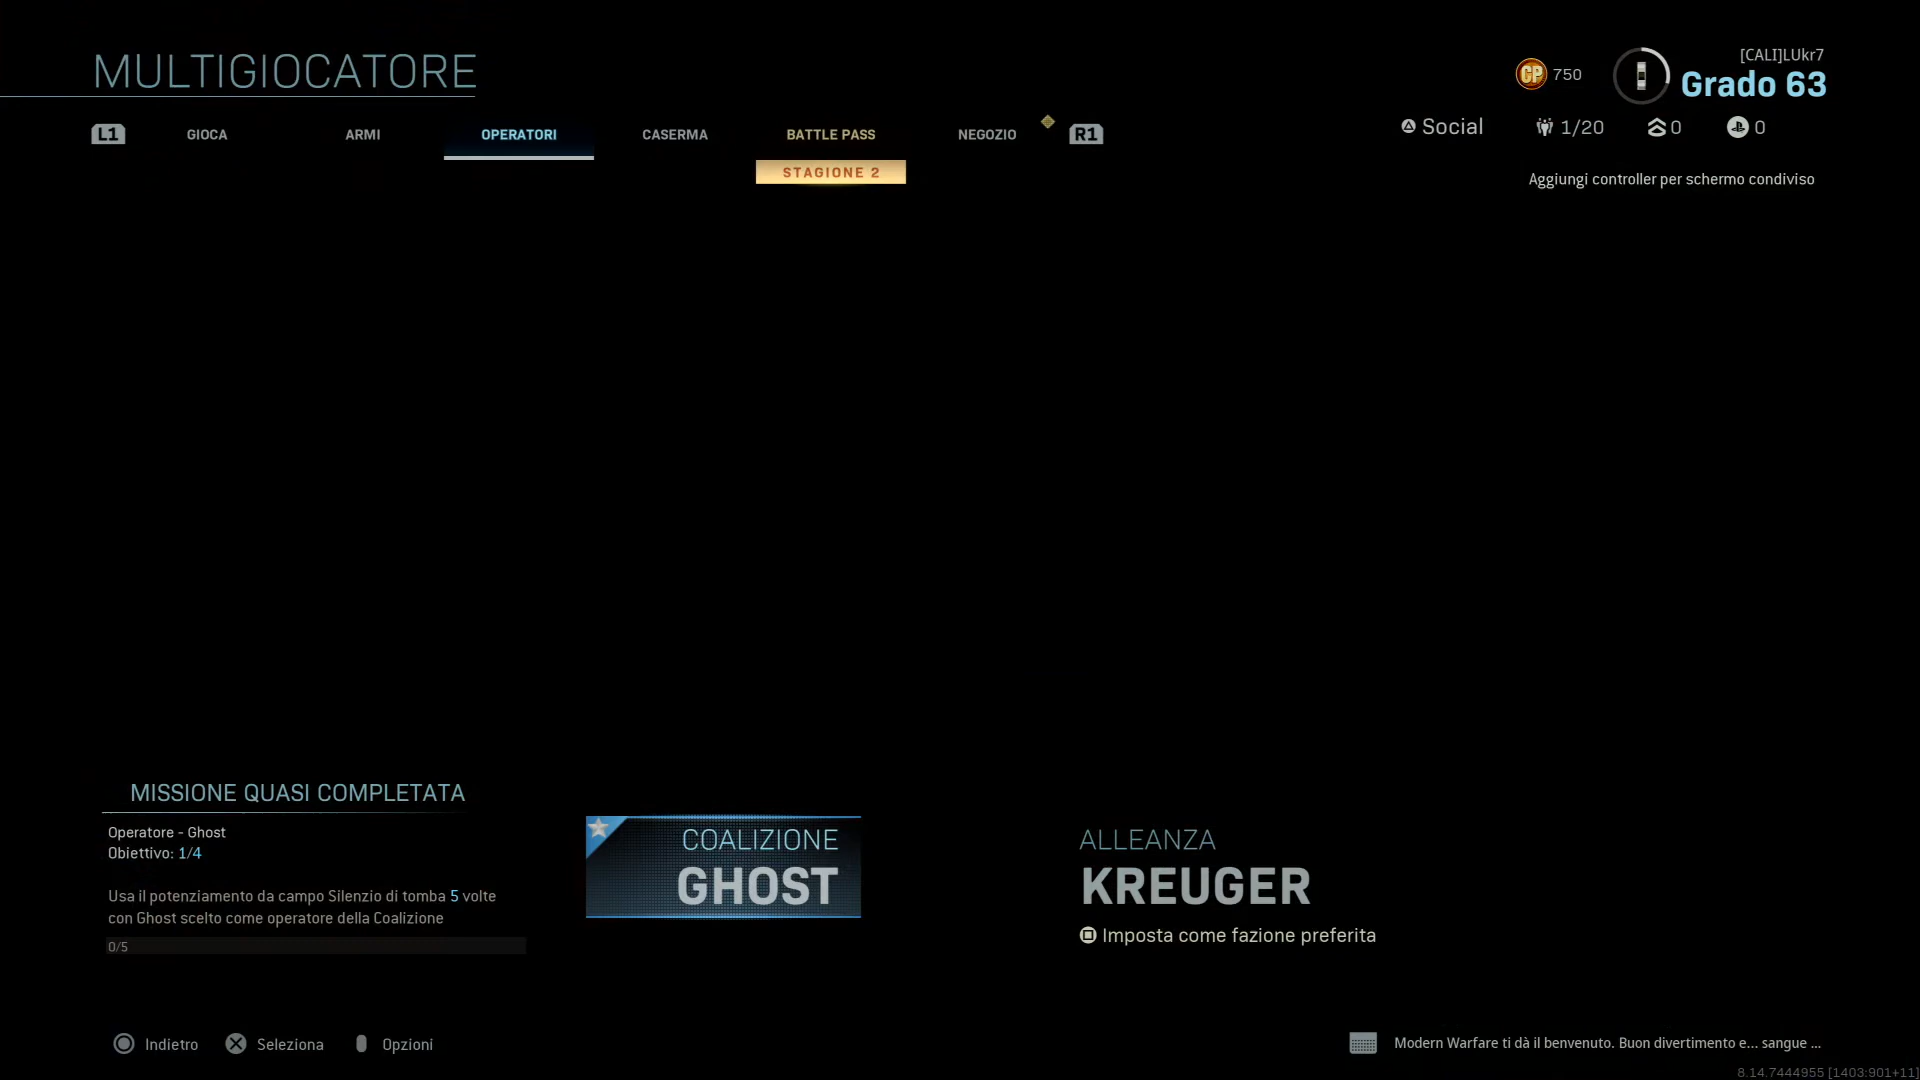 MULTIGIOCATORE
CP 750
[CALI]LUkr7
Grado 63
L1 GIOCA ARMI OPERATORI CASERMA BATTLE PASS NEGOZIO R1
STAGIONE 2
Social 1/20 0 0
Aggiungi controller per schermo condiviso
MISSIONE QUASI COMPLETATA
Operatore - Ghost
Obiettivo: 1/4
Usa il potenziamento da campo Silenzio di tomba 5 volte
con Ghost scelto come operatore della Coalizione
0/5
COALIZIONE
GHOST
ALLEANZA
KREUGER
Imposta come fazione preferita
Indietro Seleziona Opzioni
Modern Warfare ti dà il benvenuto. Buon divertimento e... sangue ...
8.14.7444955 [1403:901+11]